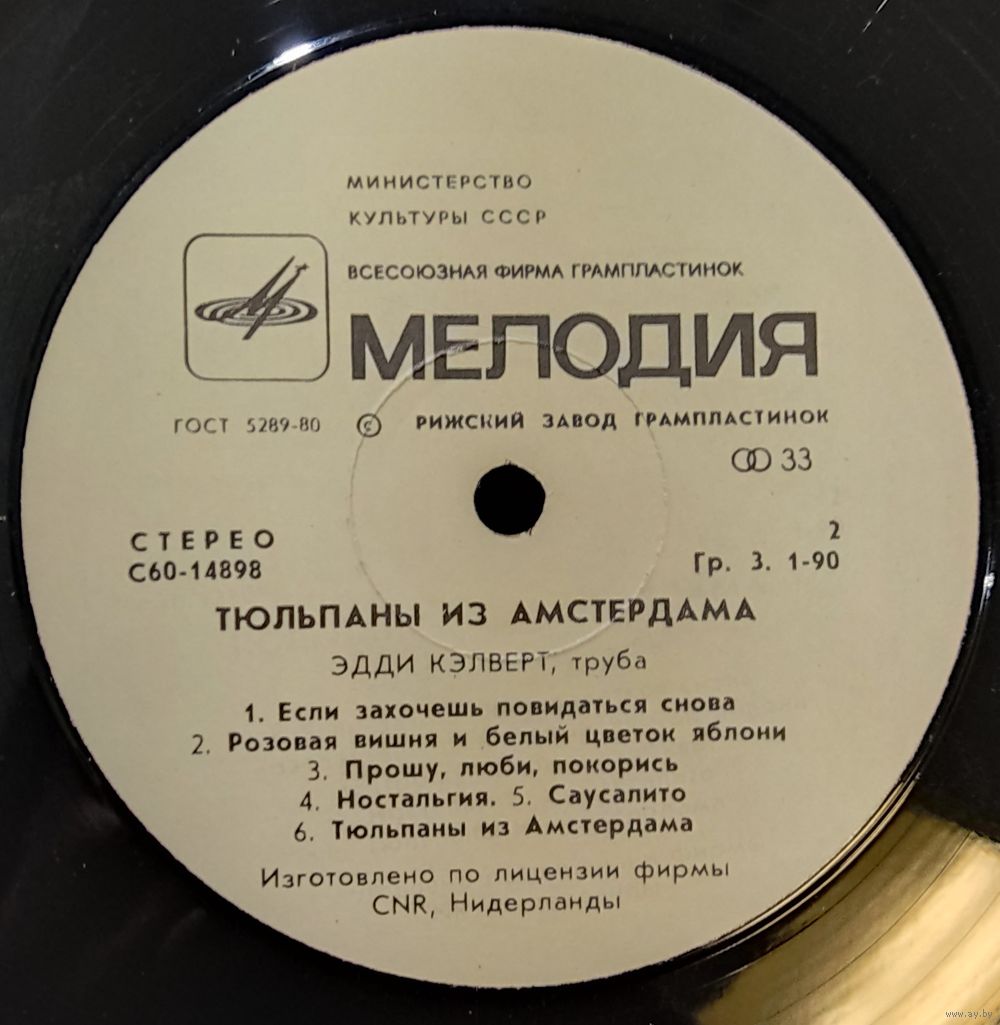 МИНИСТЕРСТВО
КУЛЬТУРЫ СССР
ВСЕСОЮЗНАЯ ФИРМА ГРАМПЛАСТИНОК
МЕЛОДИЯ
ГОСТ 5289-80 © РИЖСКИЙ ЗАВОД ГРАМПЛАСТИНОК
33
СТЕРЕО 2
С60-14898 Гр. 3. 1-90
ТЮЛЬПАНЫ ИЗ АМСТЕРДАМА
ЭДДИ КЭЛВЕРТ, труба
1. Если захочешь повидаться снова
2. Розовая вишня и белый цветок яблони
3. Прошу, люби, покорись
4. Ностальгия. 5. Саусалито
6. Тюльпаны из Амстердама
Изготовлено по лицензии фирмы
CNR, Нидерланды
www.ay.by